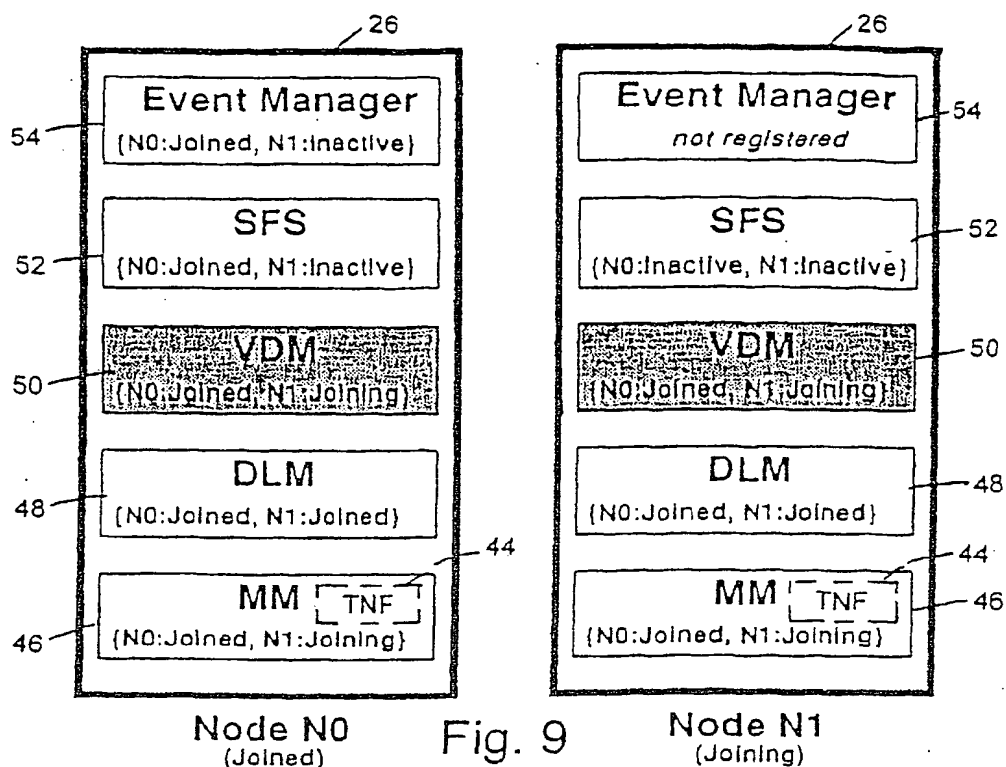 26
Event Manager
{N0:Joined, N1:Inactive}
54
SFS
{N0:Joined, N1:Inactive}
52
VDM
{N0:Joined, N1:Joining}
50
DLM
{N0:Joined, N1:Joined}
48
44
MM
TNF
{N0:Joined, N1:Joining}
46
Node N0
(Joined)
26
Event Manager
not registered
54
SFS
{N0:Inactive, N1:Inactive}
52
VDM
{N0:Joined, N1:Joining}
50
DLM
{N0:Joined, N1:Joined}
48
44
MM
TNF
{N0:Joined, N1:Joining}
46
Node N1
(Joining)
Fig. 9